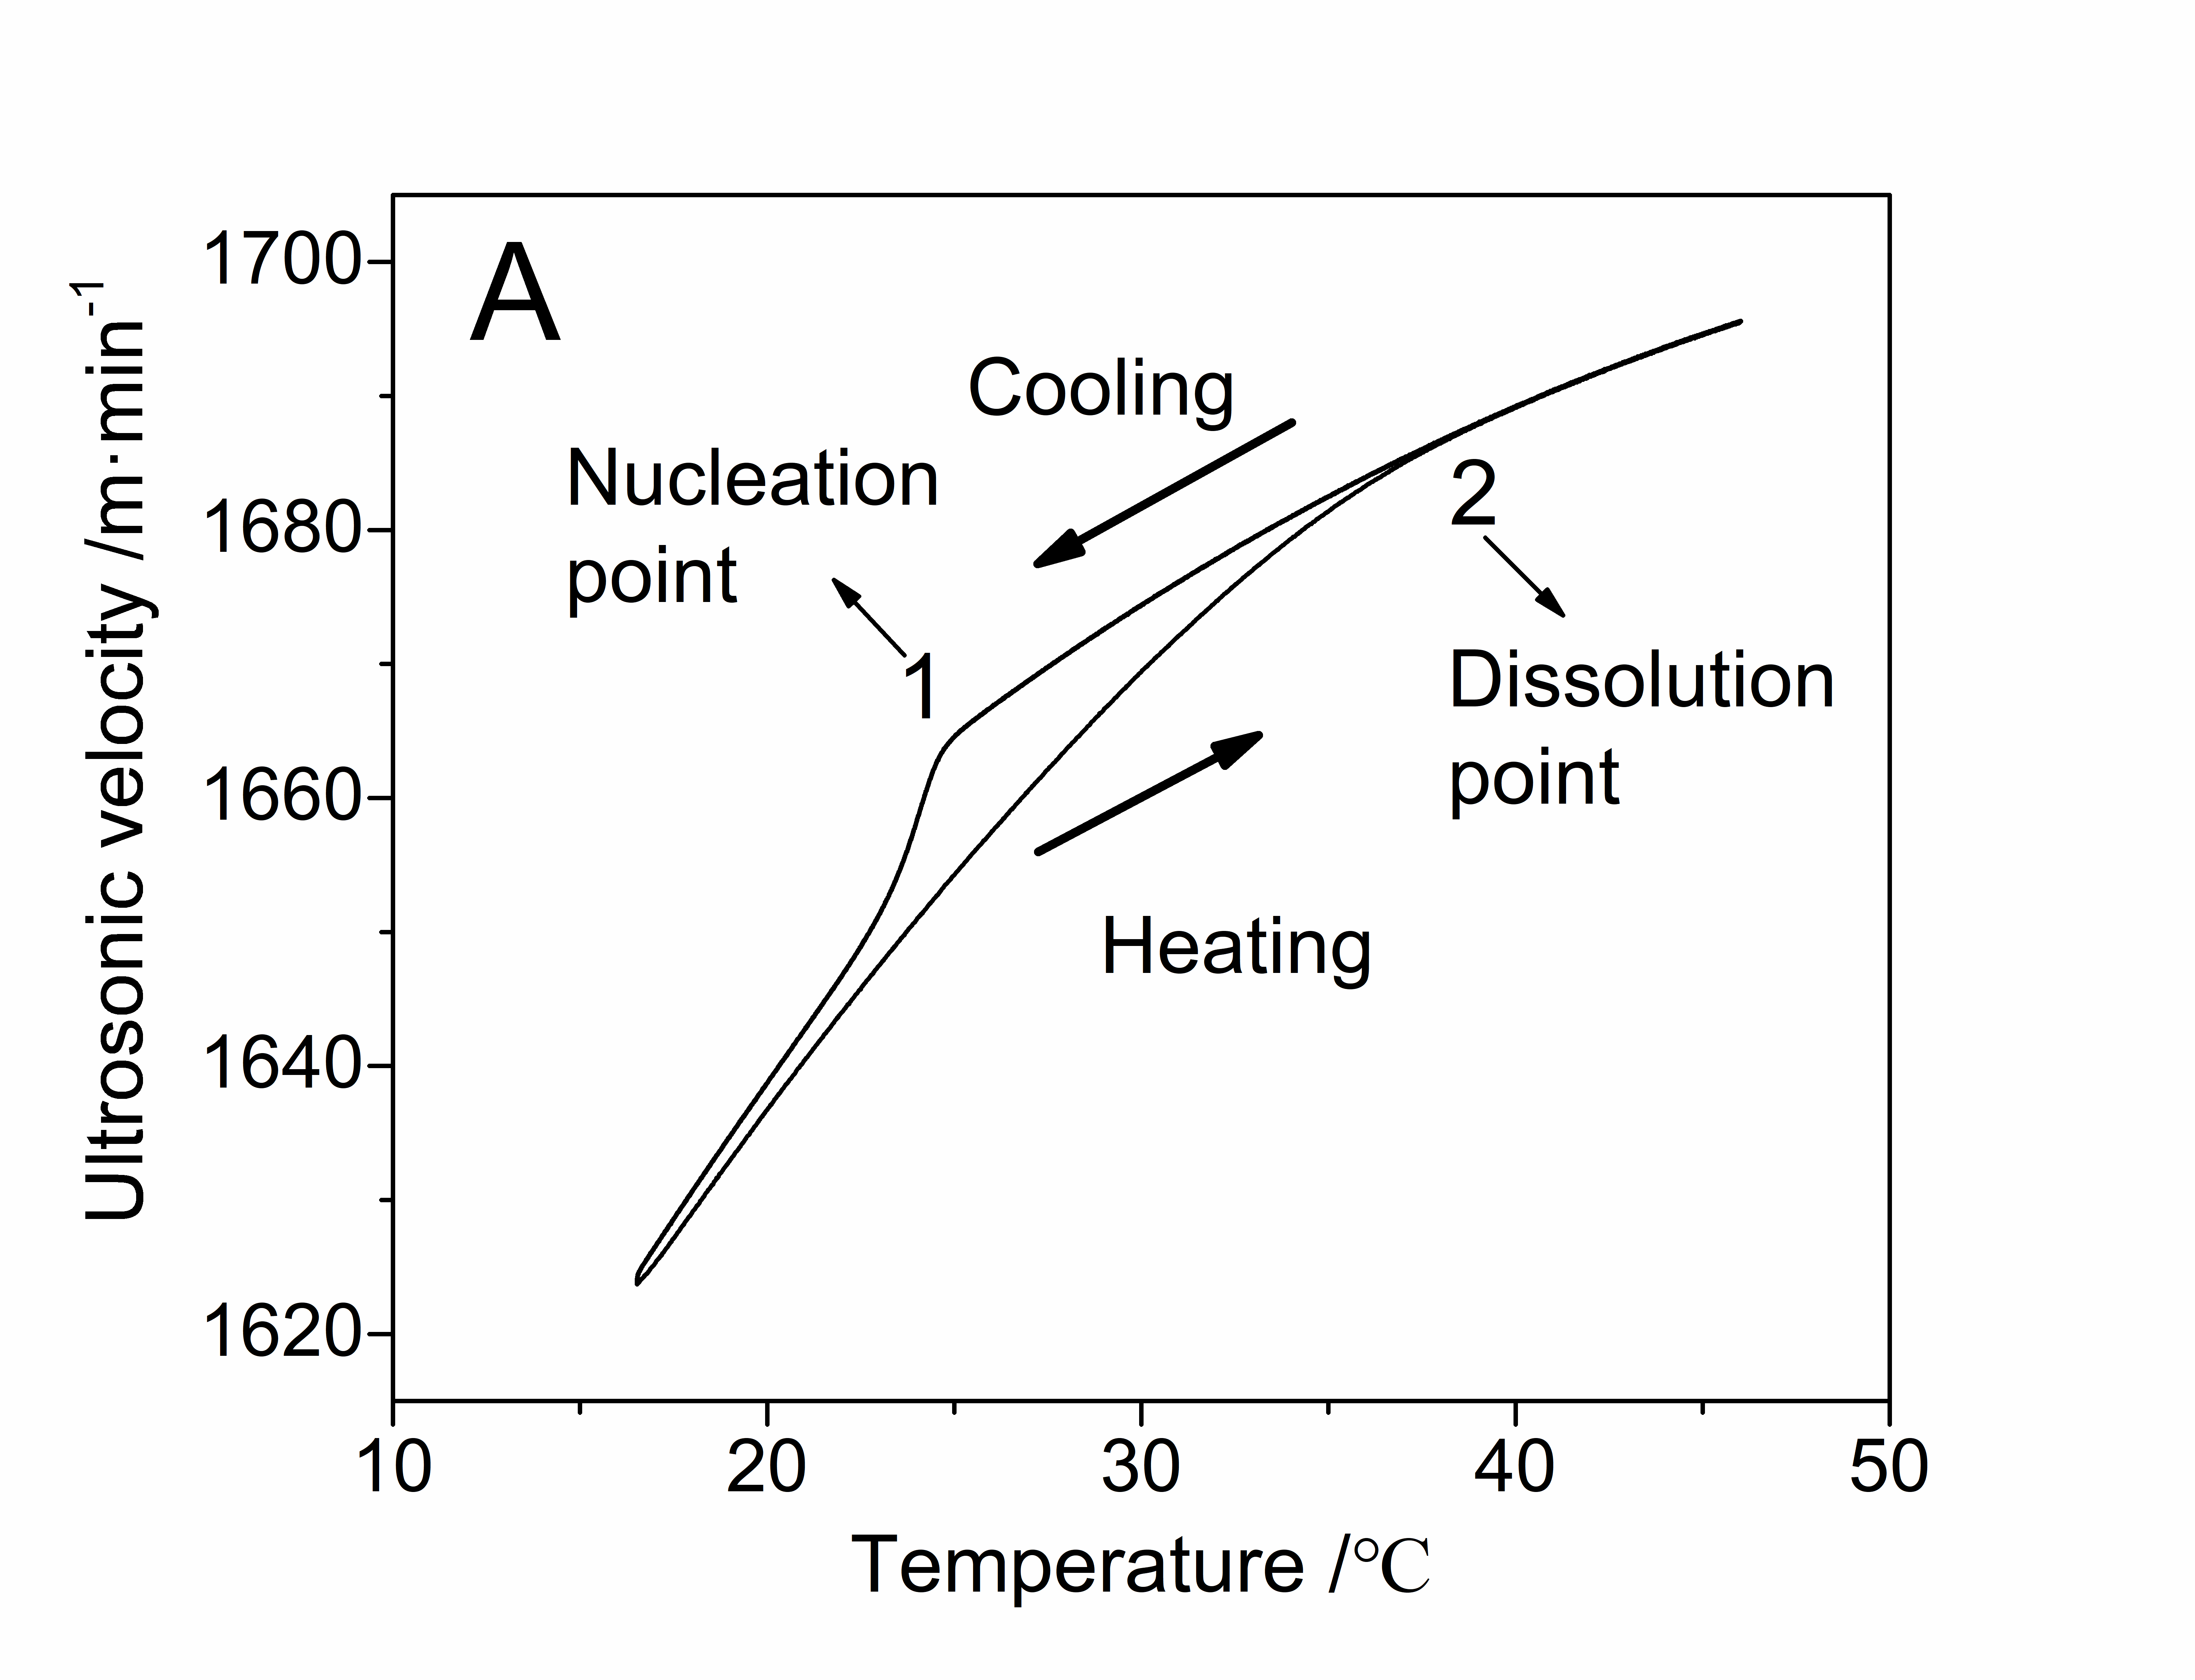 A
Cooling
Nucleation
point
1
2
Dissolution
point
Heating
1700
1680
1660
1640
1620
10 20 30 40 50
Ultrosonic velocity /m·min⁻¹
Temperature /℃